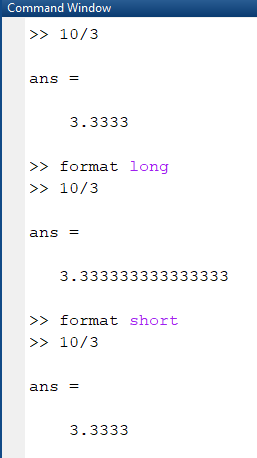 Command Window
>> 10/3
ans =
3.3333
>> format long
>> 10/3
ans =
3.333333333333333
>> format short
>> 10/3
ans =
3.3333